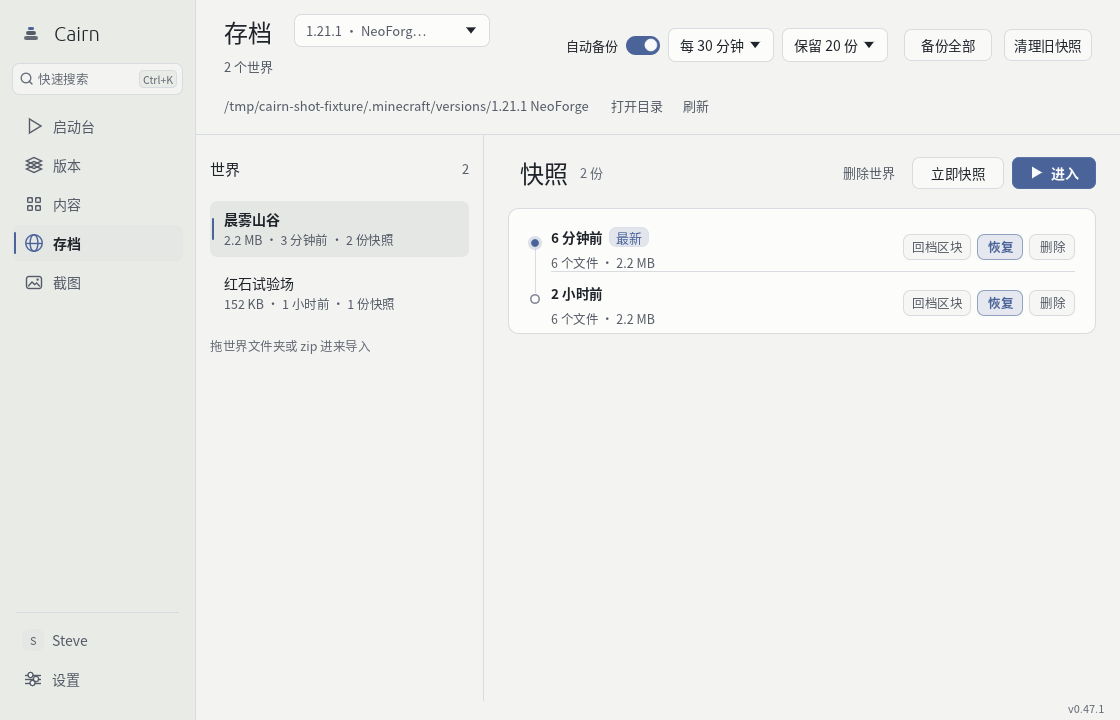 Cairn
快速搜索 Ctrl+K
启动台
版本
内容
存档
截图
S Steve
设置
存档 1.21.1 • NeoForg…
2 个世界
自动备份 每 30 分钟 保留 20 份 备份全部 清理旧快照
/tmp/cairn-shot-fixture/.minecraft/versions/1.21.1 NeoForge 打开目录 刷新
世界 2
晨雾山谷
2.2 MB • 3 分钟前 • 2 份快照
红石试验场
152 KB • 1 小时前 • 1 份快照
拖世界文件夹或 zip 进来导入
快照 2 份 删除世界 立即快照 进入
6 分钟前 最新
6 个文件 • 2.2 MB
回档区块 恢复 删除
2 小时前
6 个文件 • 2.2 MB
回档区块 恢复 删除
v0.47.1